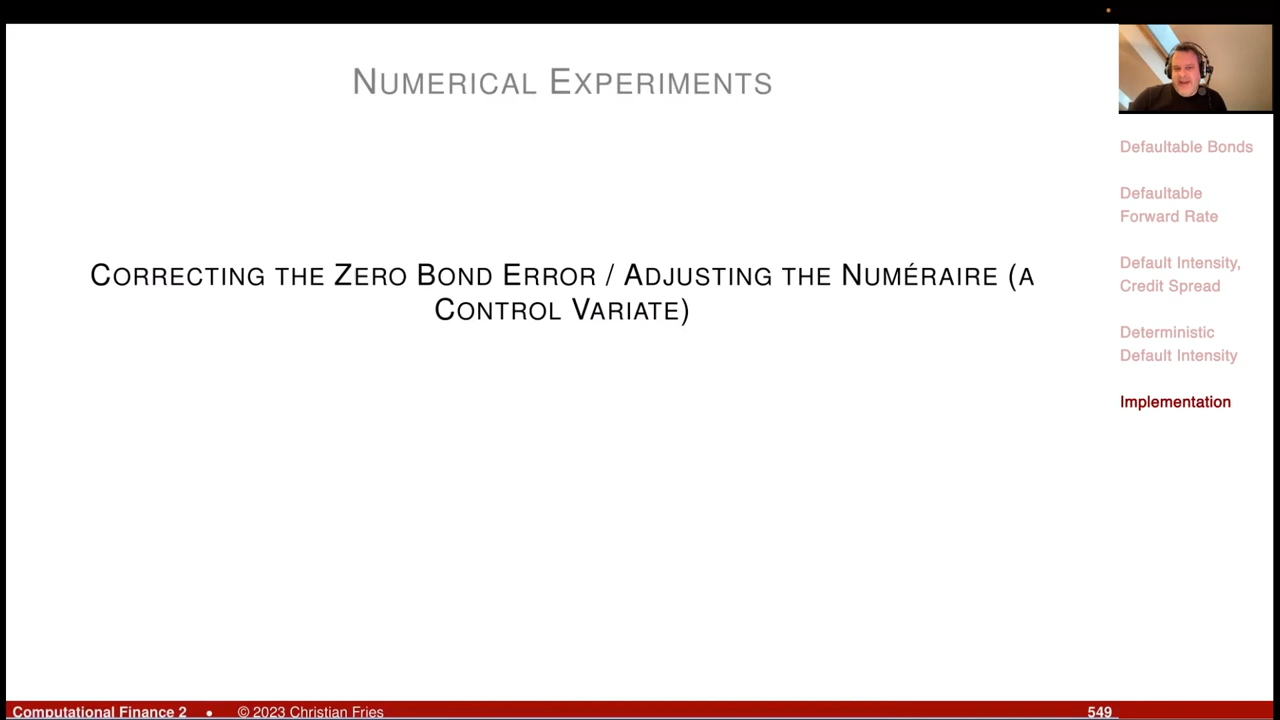 Numerical Experiments
Correcting the Zero Bond Error / Adjusting the Numéraire (a
Control Variate)
Defaultable Bonds
Defaultable
Forward Rate
Default Intensity,
Credit Spread
Deterministic
Default Intensity
Implementation
Computational Finance 2 • © 2023 Christian Fries 549